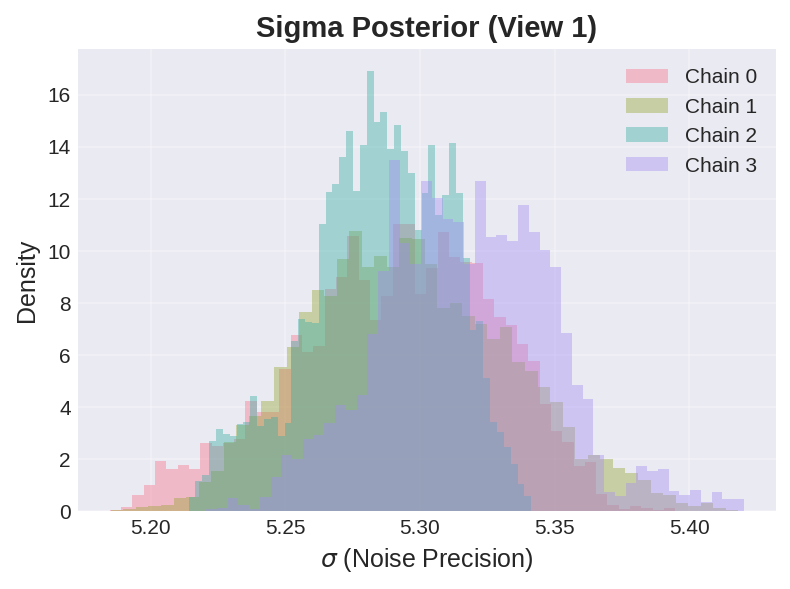 Sigma Posterior (View 1)
Chain 0
Chain 1
Chain 2
Chain 3
Density
16
14
12
10
8
6
4
2
0
5.20 5.25 5.30 5.35 5.40
σ (Noise Precision)